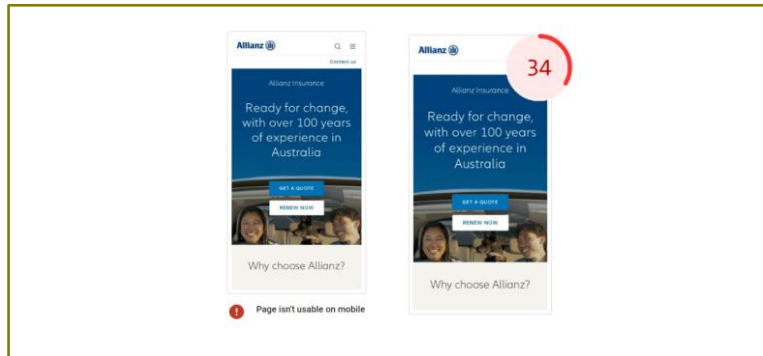 Allianz
Contact us
Allianz Insurance
Ready for change,
with over 100 years
of experience in
Australia
GET A QUOTE
RENEW NOW
Why choose Allianz?
Page isn't usable on mobile
Allianz
34
Allianz Insurance
Ready for change,
with over 100 years
of experience in
Australia
GET A QUOTE
RENEW NOW
Why choose Allianz?